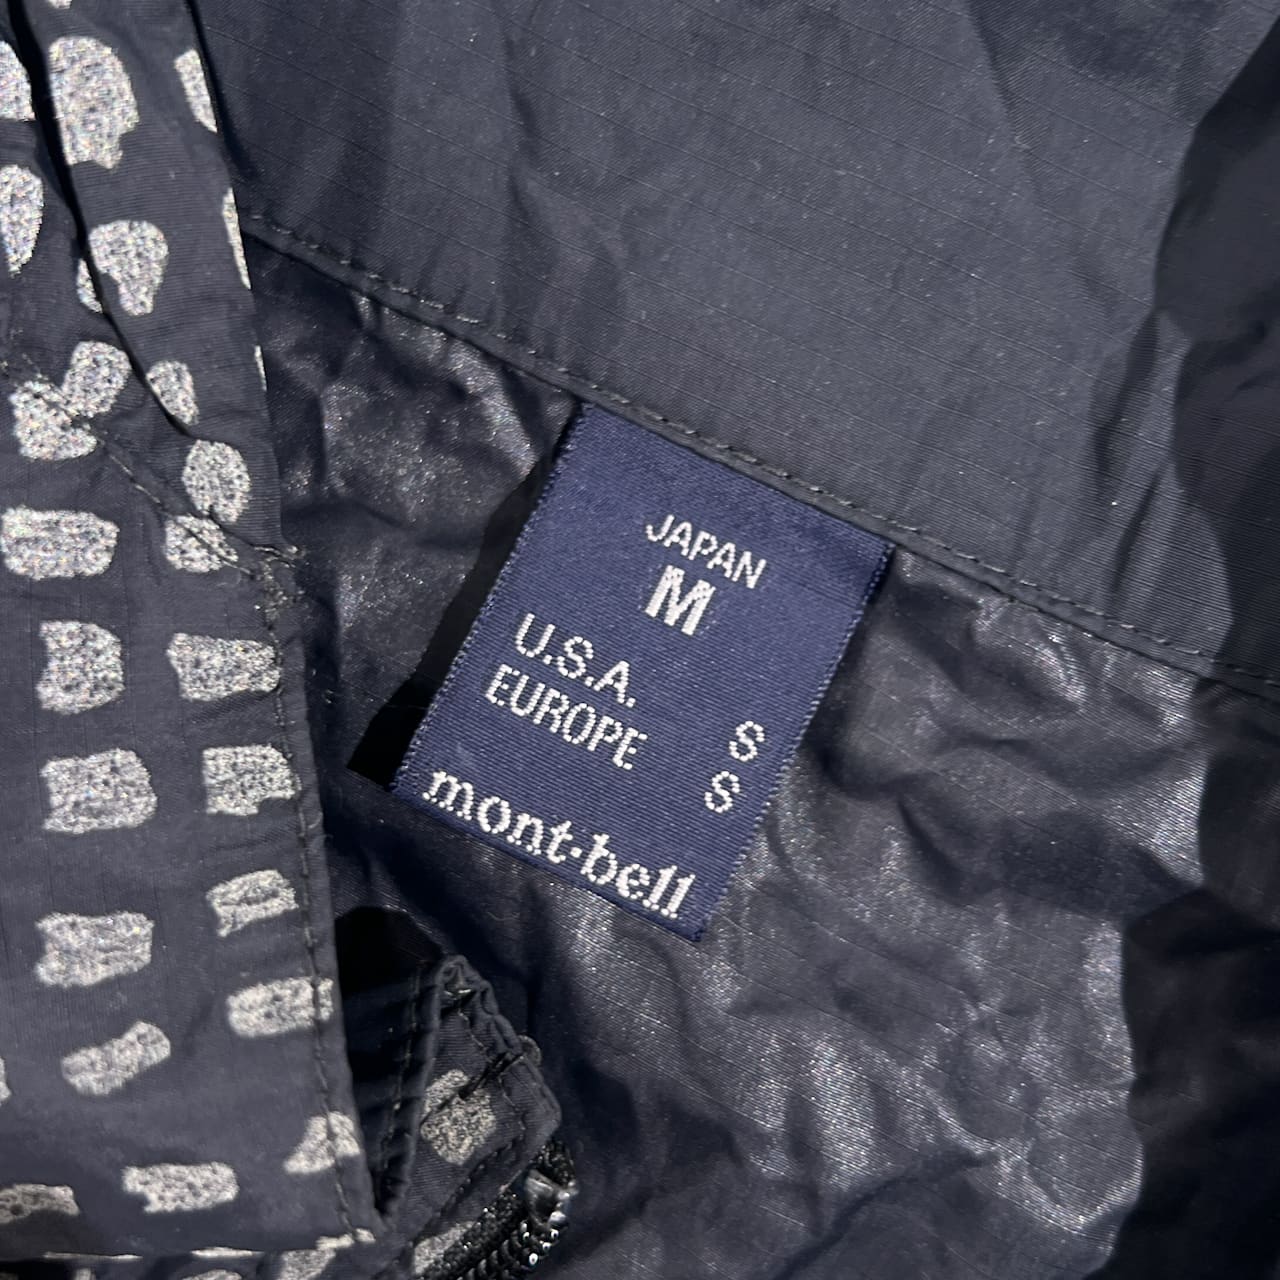 JAPAN
M
U.S.A. S
EUROPE S
mont-bell